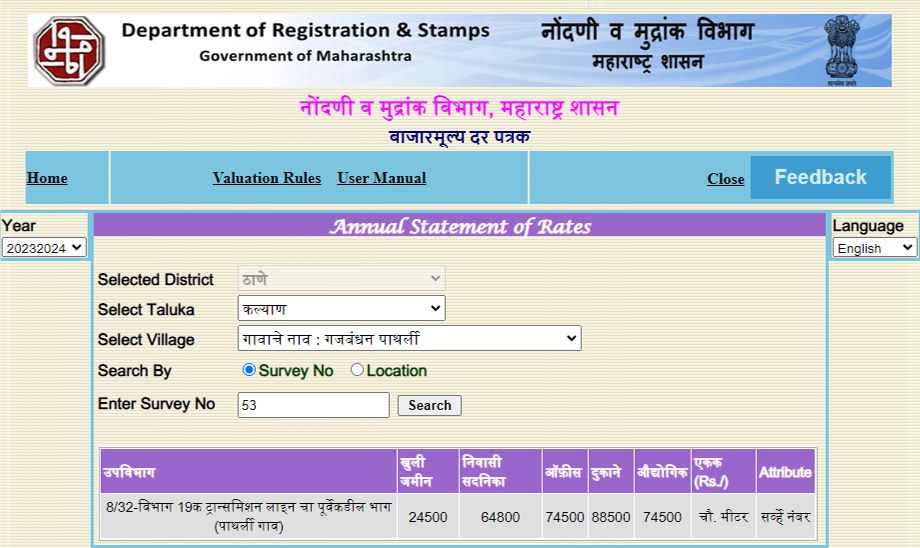 Department of Registration & Stamps
Government of Maharashtra
नोंदणी व मुद्रांक विभाग
महाराष्ट्र शासन
नोंदणी व मुद्रांक विभाग, महाराष्ट्र शासन
बाजारमूल्य दर पत्रक
Home Valuation Rules User Manual Close Feedback
Year Annual Statement of Rates Language
20232024 English
Selected District ठाणे
Select Taluka कल्याण
Select Village गावाचे नाव : गजबंधन पाथर्ली
Search By Survey No Location
Enter Survey No 53 Search
उपविभाग खुली जमीन निवासी सदनिका ऑफ़ीस दुकाने औद्योगिक एकक (Rs./) Attribute
8/32-विभाग 19क ट्रान्समिशन लाइन चा पूर्वेकडील भाग
(पाथर्ली गाव) 24500 64800 74500 88500 74500 चौ. मीटर सर्व्हे नंबर